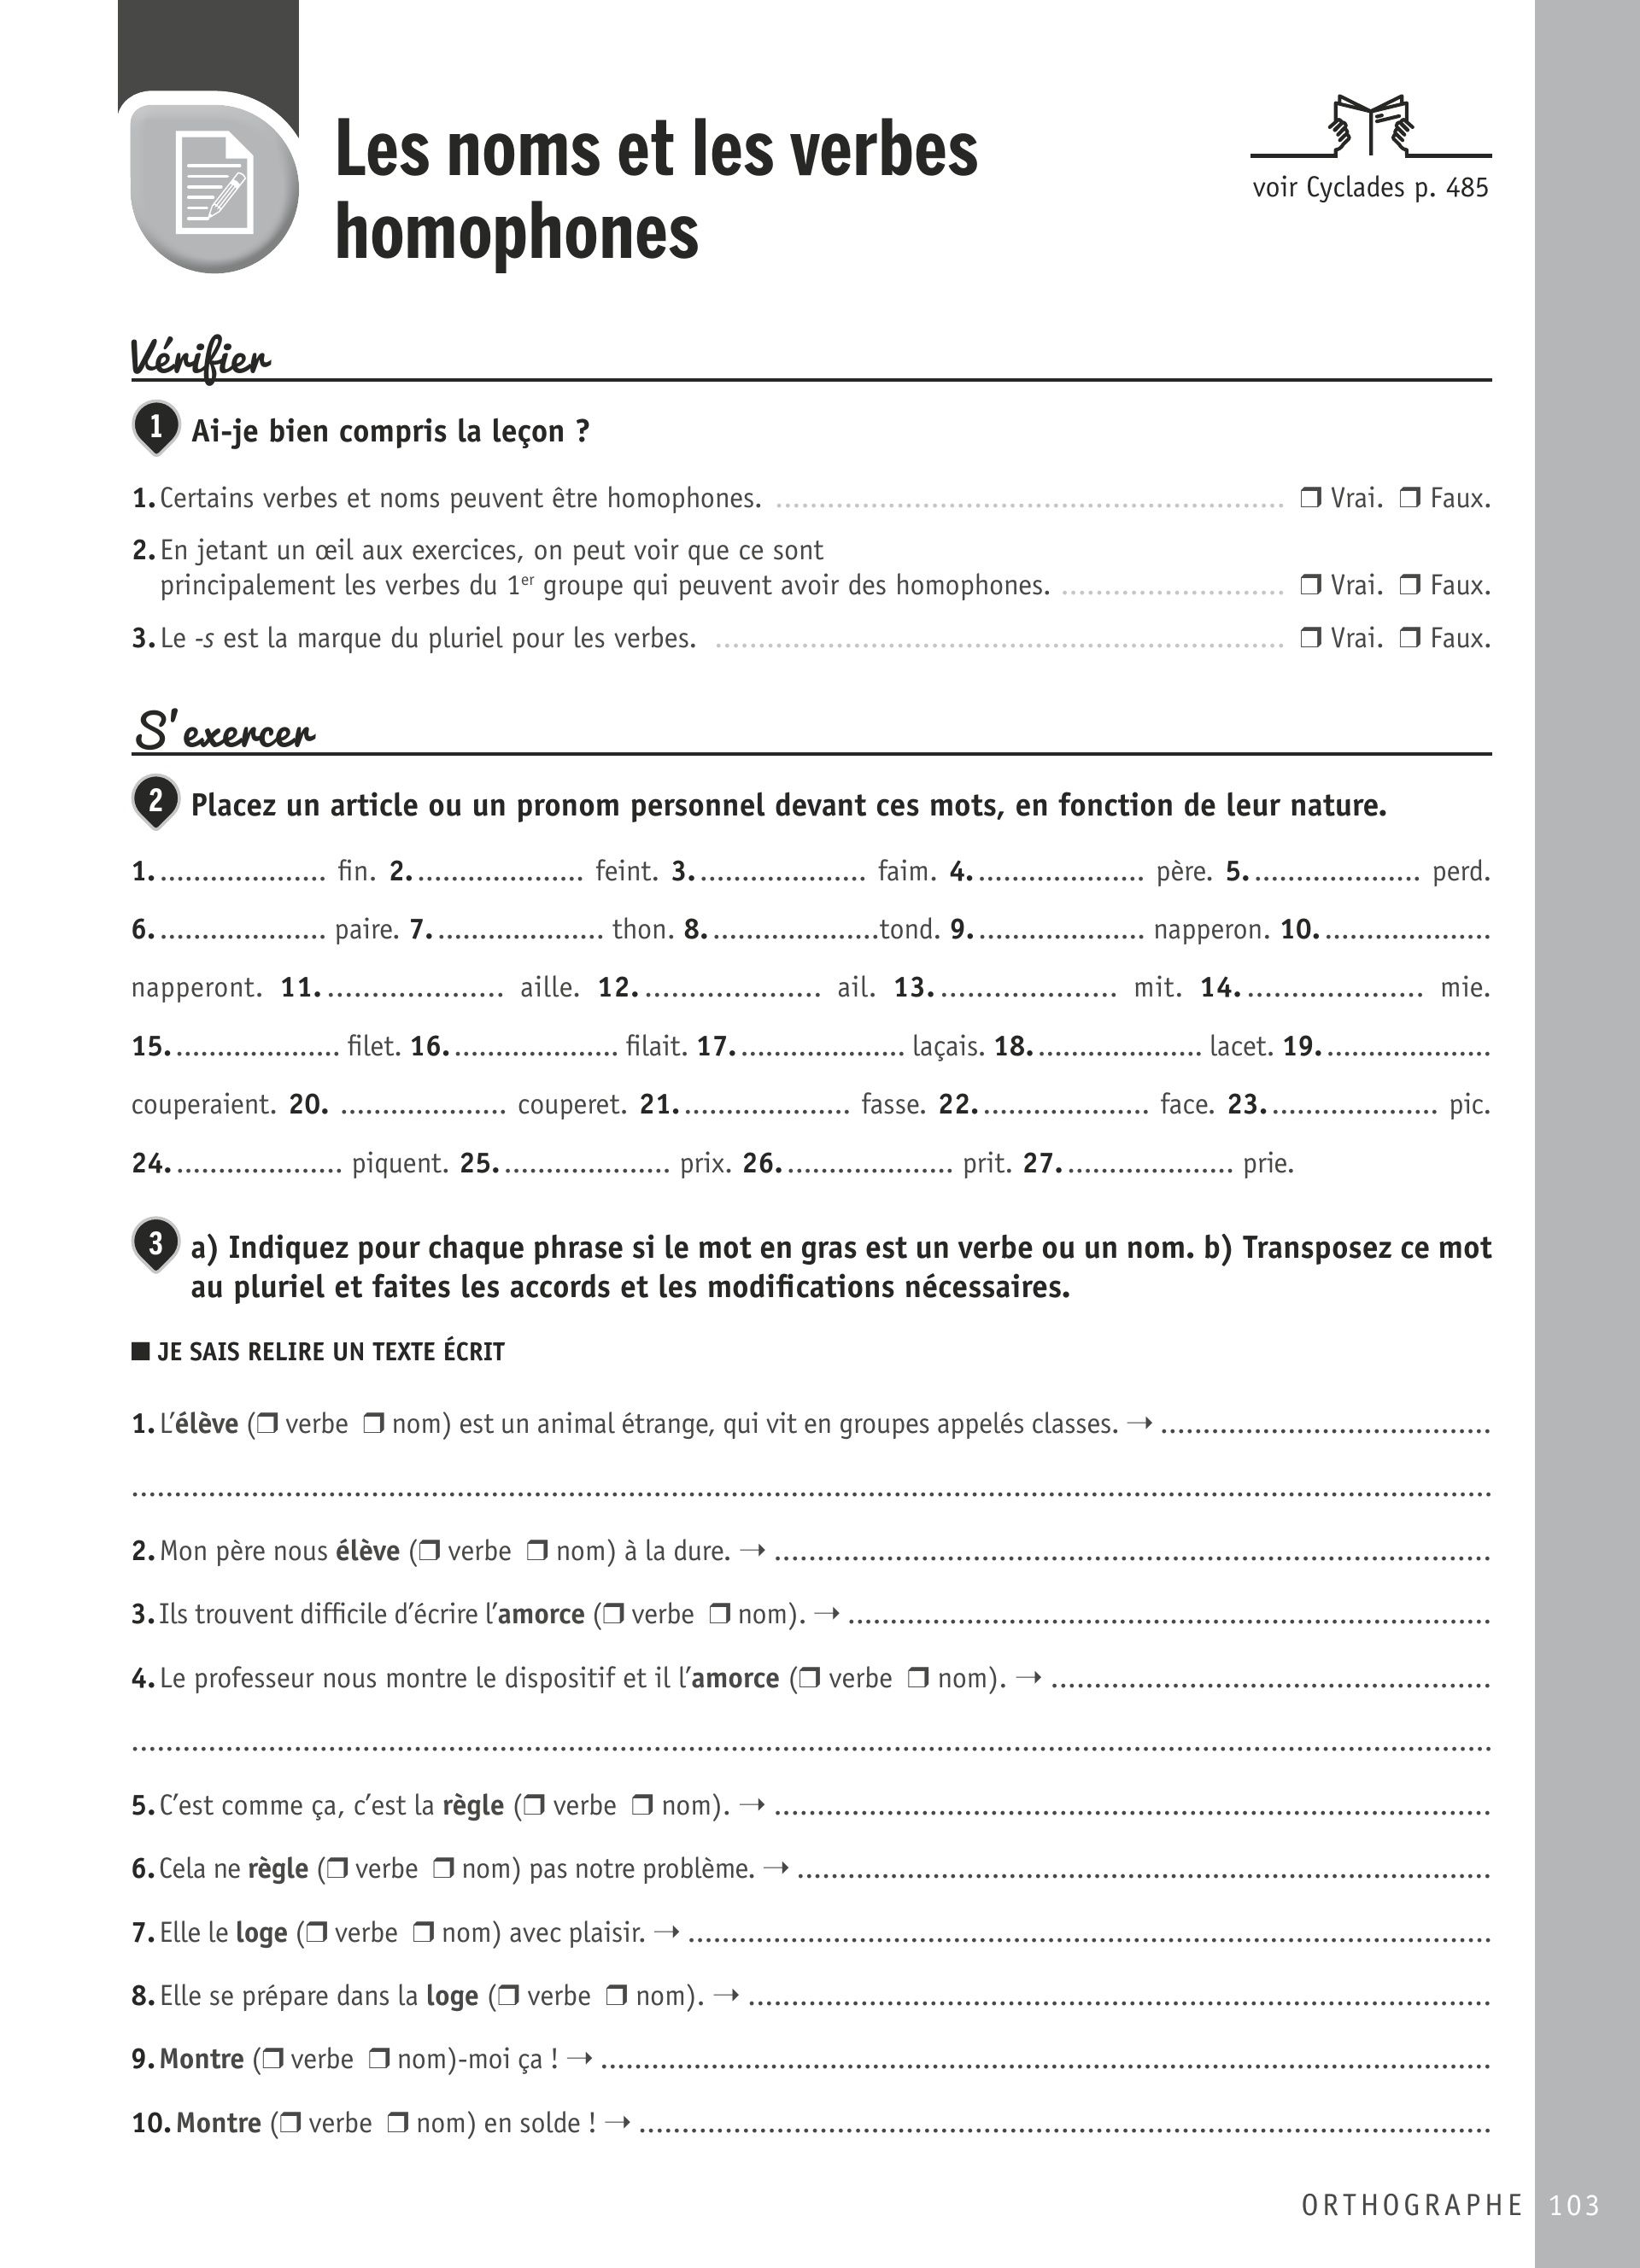 Les noms et les verbes
homophones
voir Cyclades p. 485
Vérifier
1 Ai-je bien compris la leçon ?
1. Certains verbes et noms peuvent être homophones. ........................................................... ❒ Vrai. ❒ Faux.
2. En jetant un œil aux exercices, on peut voir que ce sont
principalement les verbes du 1er groupe qui peuvent avoir des homophones. .......................... ❒ Vrai. ❒ Faux.
3. Le -s est la marque du pluriel pour les verbes. .................................................................. ❒ Vrai. ❒ Faux.
S'exercer
2 Placez un article ou un pronom personnel devant ces mots, en fonction de leur nature.
1. .................... fin. 2. .................... feint. 3. .................... faim. 4. .................... père. 5. .................... perd.
6. .................... paire. 7. .................... thon. 8. ....................tond. 9. .................... napperon. 10. ....................
napperont. 11. .................... aille. 12. .................... ail. 13. .................... mit. 14. .................... mie.
15. .................... filet. 16. .................... filait. 17. .................... laçais. 18. .................... lacet. 19. ....................
couperaient. 20. .................... couperet. 21. .................... fasse. 22. .................... face. 23. .................... pic.
24. .................... piquent. 25. .................... prix. 26. .................... prit. 27. .................... prie.
3 a) Indiquez pour chaque phrase si le mot en gras est un verbe ou un nom. b) Transposez ce mot
au pluriel et faites les accords et les modifications nécessaires.
■ JE SAIS RELIRE UN TEXTE ÉCRIT
1. L'élève (❒ verbe ❒ nom) est un animal étrange, qui vit en groupes appelés classes. → .......................................
................................................................................
2. Mon père nous élève (❒ verbe ❒ nom) à la dure. → .......................................
3. Ils trouvent difficile d'écrire l'amorce (❒ verbe ❒ nom). → .......................................
4. Le professeur nous montre le dispositif et il l'amorce (❒ verbe ❒ nom). → .......................................
................................................................................
5. C'est comme ça, c'est la règle (❒ verbe ❒ nom). → .......................................
6. Cela ne règle (❒ verbe ❒ nom) pas notre problème. → .......................................
7. Elle le loge (❒ verbe ❒ nom) avec plaisir. → .......................................
8. Elle se prépare dans la loge (❒ verbe ❒ nom). → .......................................
9. Montre (❒ verbe ❒ nom)-moi ça ! → .......................................
10. Montre (❒ verbe ❒ nom) en solde ! → .......................................
ORTHOGRAPHE 103